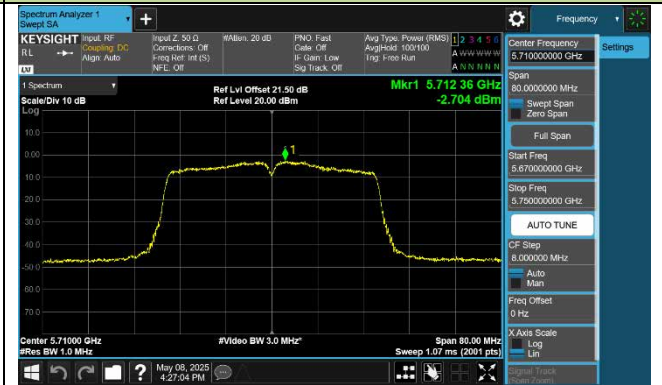 Spectrum Analyzer 1
Swept SA
+
Frequency
KEYSIGHT
RL
LXI
Input: RF
Coupling: DC
Align: Auto
Input Z: 50 Ω
Corrections: Off
Freq Ref: Int (S)
NFE: Off
#Atten: 20 dB
PNO: Fast
Gate: Off
IF Gain: Low
Sig Track: Off
Avg Type: Power (RMS)
Avg|Hold: 100/100
Trig: Free Run
1 2 3 4 5 6
A W W W W W
A N N N N N
1 Spectrum
Scale/Div 10 dB
Log
Ref Lvl Offset 21.50 dB
Ref Level 20.00 dBm
Mkr1 5.712 36 GHz
-2.704 dBm
10.0
0.00
-10.0
-20.0
-30.0
-40.0
-50.0
-60.0
-70.0
1
Center 5.71000 GHz
#Res BW 1.0 MHz
#Video BW 3.0 MHz*
Span 80.00 MHz
Sweep 1.07 ms (2001 pts)
Center Frequency
5.710000000 GHz
Settings
Span
80.0000000 MHz
Swept Span
Zero Span
Full Span
Start Freq
5.670000000 GHz
Stop Freq
5.750000000 GHz
AUTO TUNE
CF Step
8.000000 MHz
Auto
Man
Freq Offset
0 Hz
X Axis Scale
Log
Lin
Signal Track
(Span Zoom)
?
May 08, 2025
4:27:04 PM